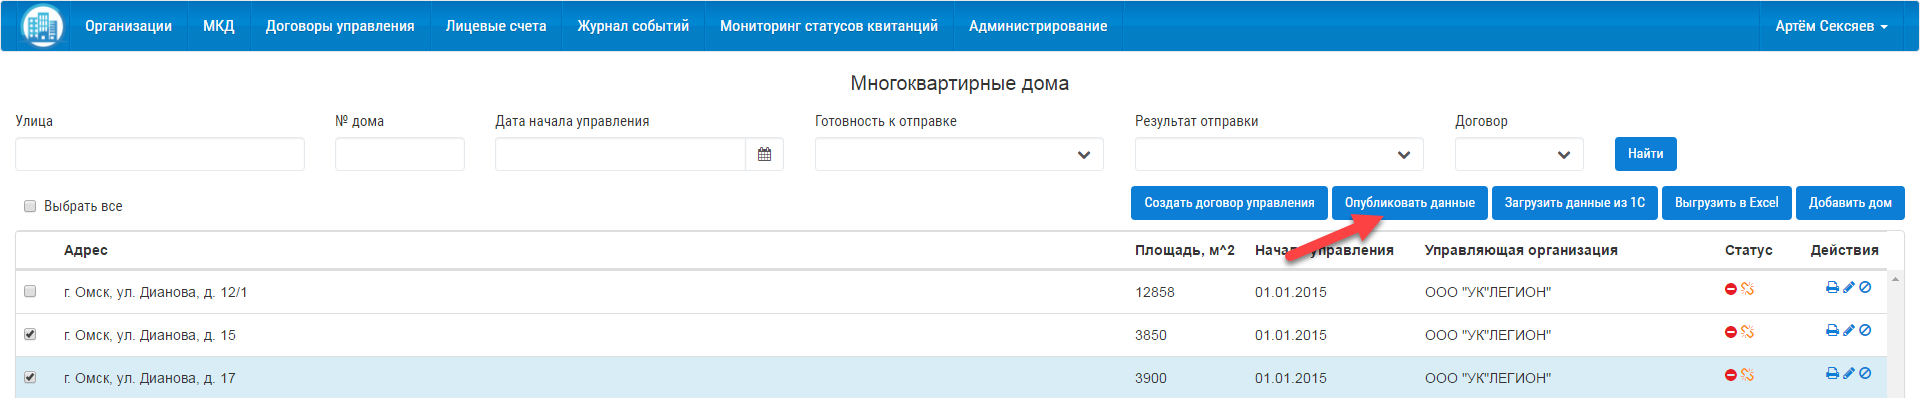 Организации МКД Договоры управления Лицевые счета Журнал событий Мониторинг статусов квитанций Администрирование Артём Сексяев
Многоквартирные дома
Улица № дома Дата начала управления Готовность к отправке Результат отправки Договор
Найти
Выбрать все Создать договор управления Опубликовать данные Загрузить данные из 1С Выгрузить в Excel Добавить дом
Адрес Площадь, м^2 Начало управления Управляющая организация Статус Действия
г. Омск, ул. Дианова, д. 12/1 12858 01.01.2015 ООО "УК"ЛЕГИОН"
г. Омск, ул. Дианова, д. 15 3850 01.01.2015 ООО "УК"ЛЕГИОН"
г. Омск, ул. Дианова, д. 17 3900 01.01.2015 ООО "УК"ЛЕГИОН"